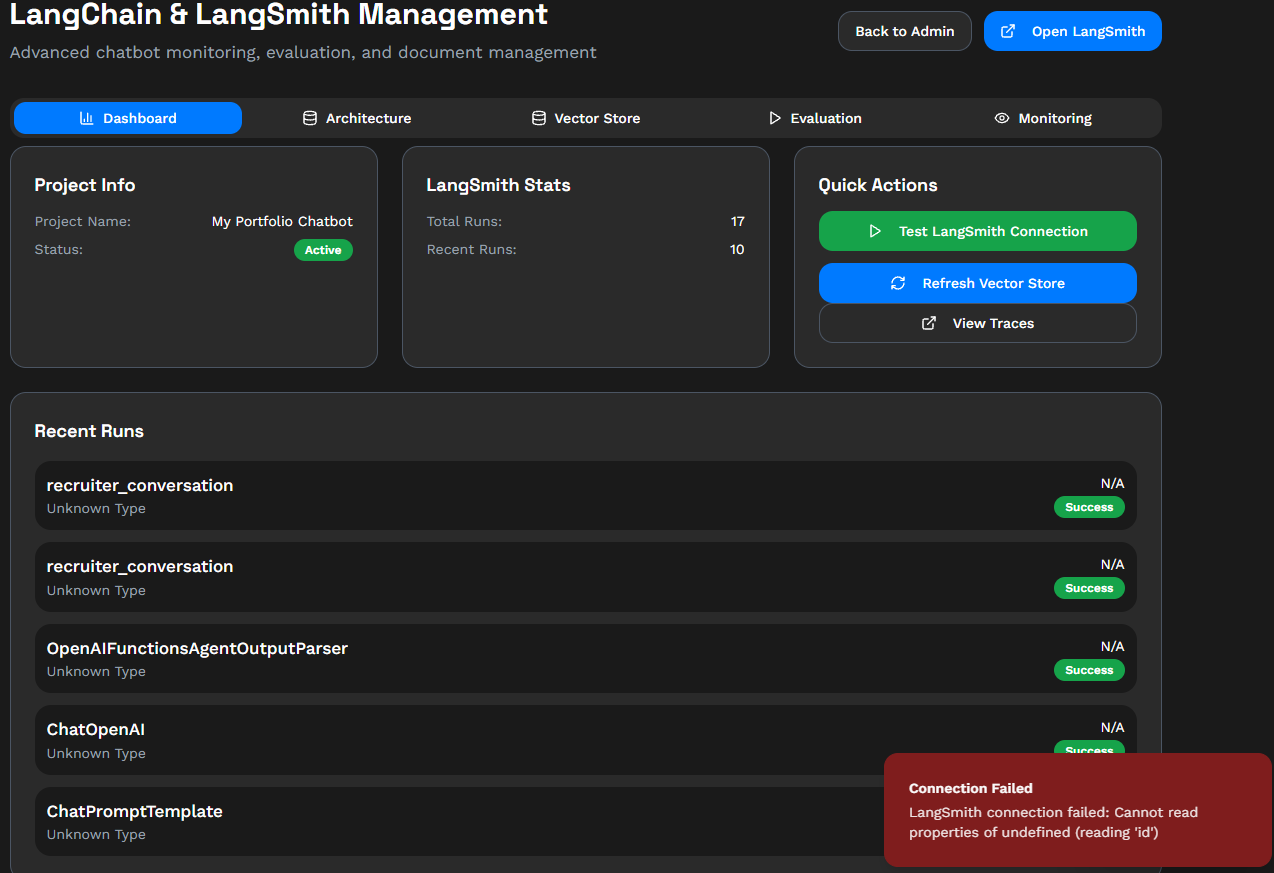 LangChain & LangSmith Management
Advanced chatbot monitoring, evaluation, and document management
Back to Admin
Open LangSmith
Dashboard
Architecture
Vector Store
Evaluation
Monitoring
Project Info
Project Name: My Portfolio Chatbot
Status: Active
LangSmith Stats
Total Runs: 17
Recent Runs: 10
Quick Actions
Test LangSmith Connection
Refresh Vector Store
View Traces
Recent Runs
recruiter_conversation
Unknown Type
N/A
Success
recruiter_conversation
Unknown Type
N/A
Success
OpenAIFunctionsAgentOutputParser
Unknown Type
N/A
Success
ChatOpenAI
Unknown Type
N/A
Success
ChatPromptTemplate
Unknown Type
Connection Failed
LangSmith connection failed: Cannot read
properties of undefined (reading 'id')